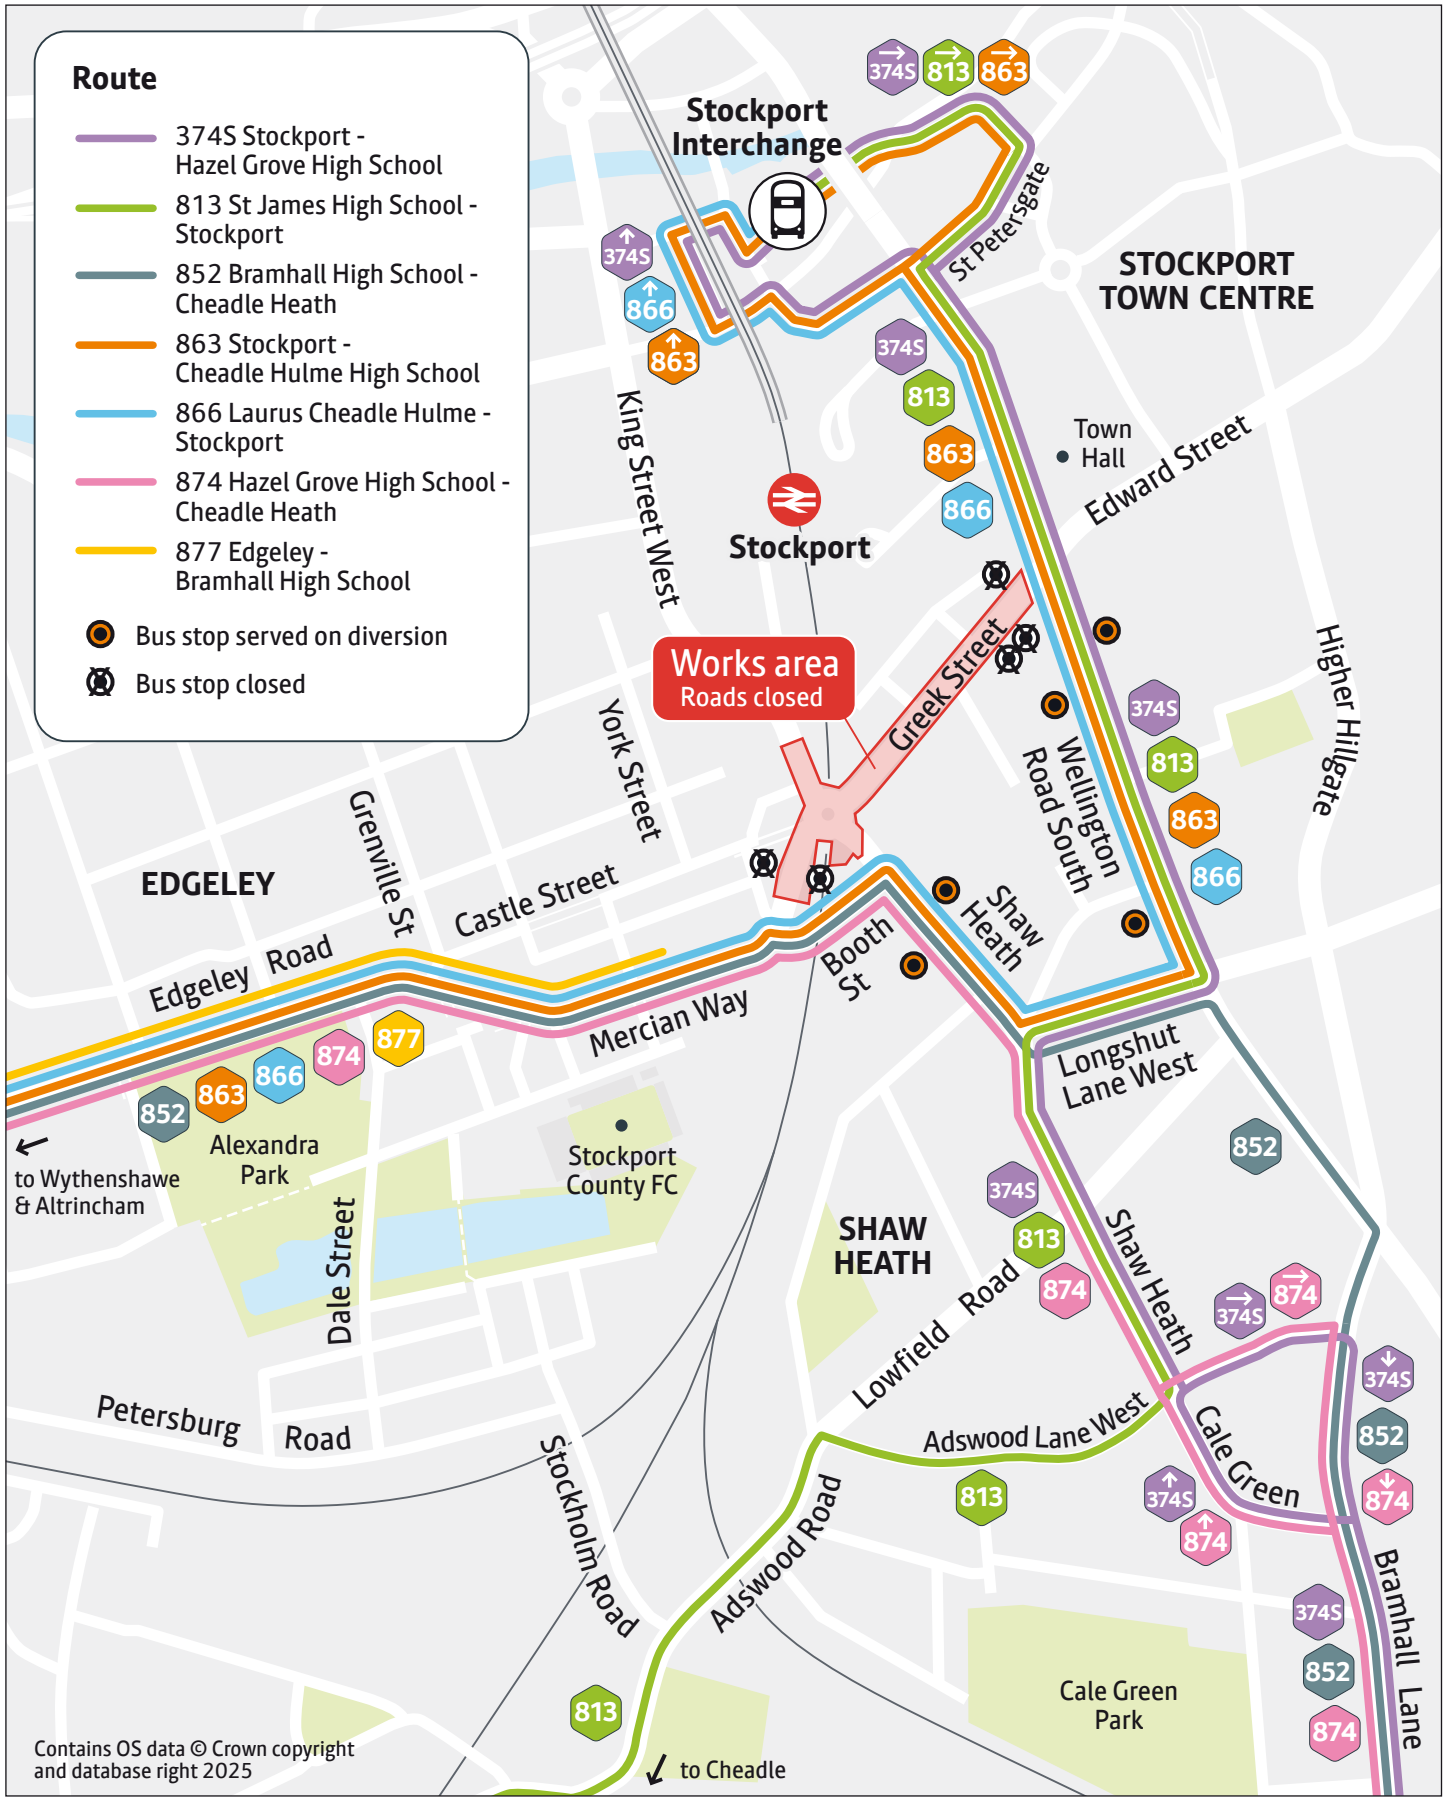 Route
374S Stockport -
Hazel Grove High School
813 St James High School -
Stockport
852 Bramhall High School -
Cheadle Heath
863 Stockport -
Cheadle Hulme High School
866 Laurus Cheadle Hulme -
Stockport
874 Hazel Grove High School -
Cheadle Heath
877 Edgeley -
Bramhall High School
Bus stop served on diversion
Bus stop closed
→ 374S
→ 813
→ 863
Stockport
Interchange
St Petersgate
↑ 374S
↑ 866
↑ 863
STOCKPORT
TOWN CENTRE
374S
813
863
866
King Street West
Town
Hall
Edward Street
Stockport
Works area
Roads closed
Greek Street
Higher Hillgate
York Street
Wellington
Road South
374S
813
863
866
Grenville St
EDGELEY
Castle Street
Shaw
Heath
Booth
St
Edgeley Road
Mercian Way
Longshut
Lane West
877
874
866
863
852
← to Wythenshawe
& Altrincham
Alexandra
Park
Stockport
County FC
852
Dale Street
SHAW
HEATH
374S
813
874
Shaw Heath
Lowfield Road
→ 374S
→ 874
↓ 374S
852
↓ 874
Petersburg Road
Adswood Lane West
Cale Green
813
↑ 374S
↑ 874
Stockholm Road
Adswood Road
Bramhall Lane
374S
852
874
Cale Green
Park
813
↙ to Cheadle
Contains OS data © Crown copyright
and database right 2025